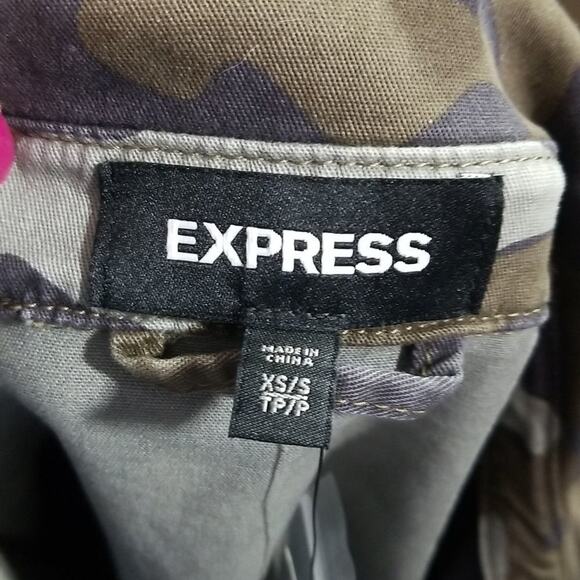 EXPRESS
MADE IN
CHINA
XS/S
TP/P